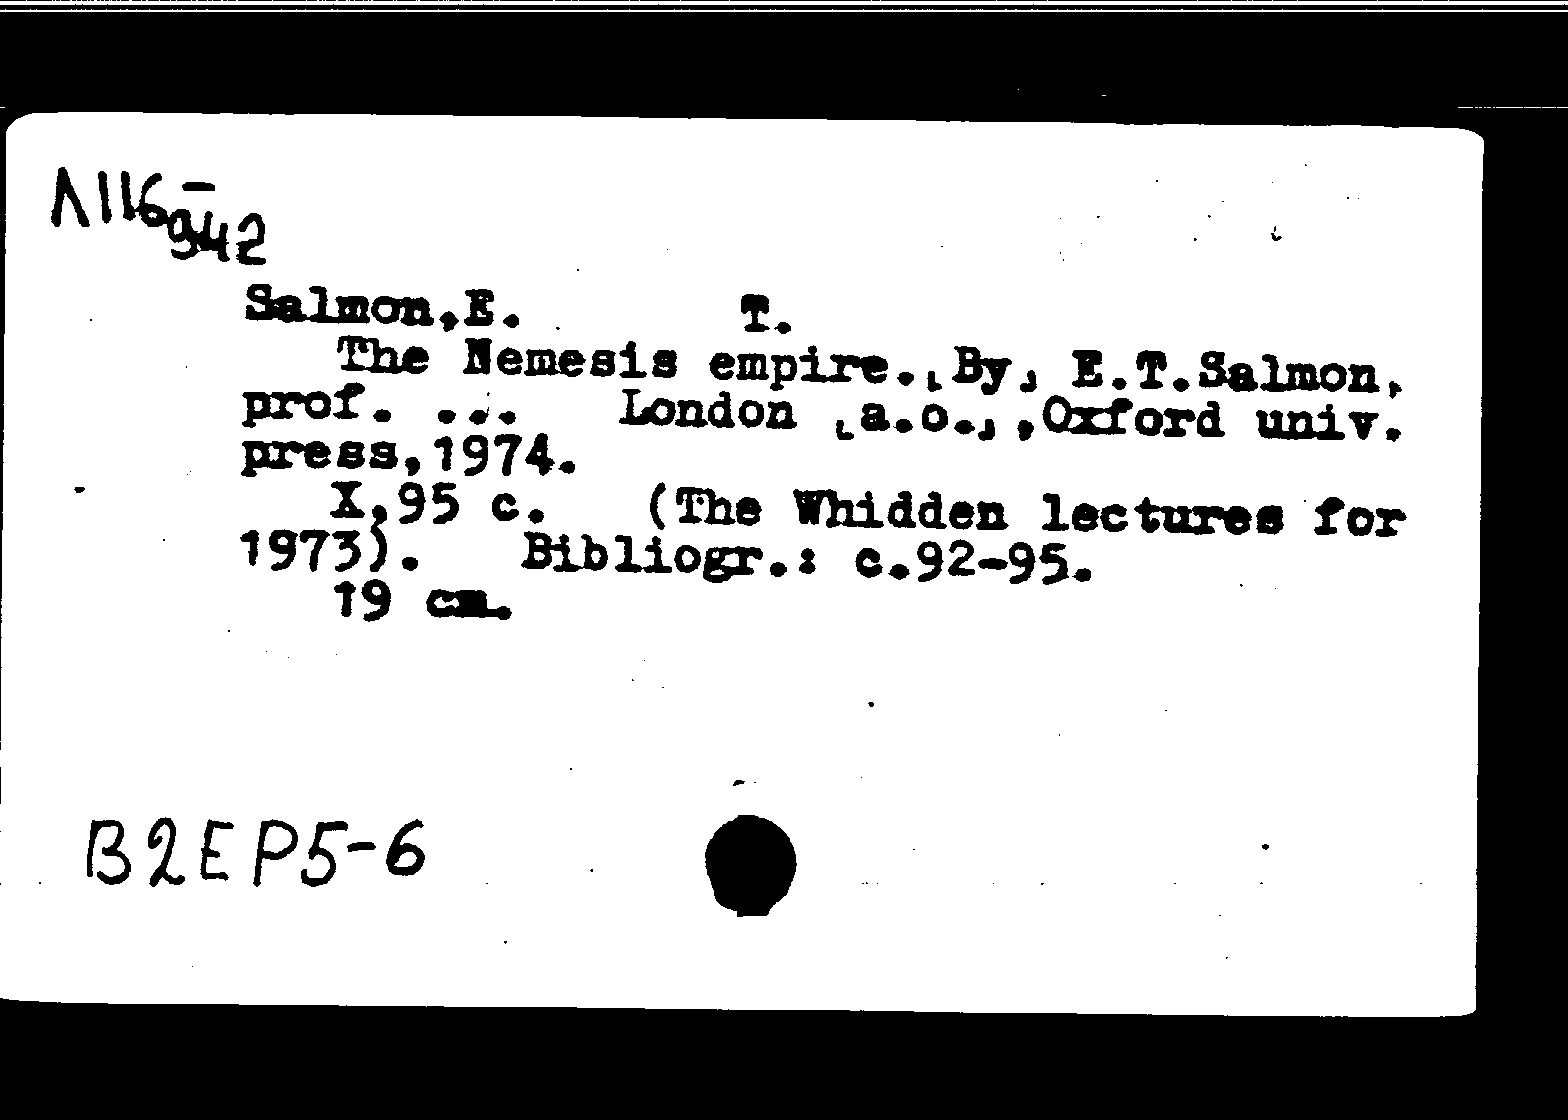 Л116-
942
Salmon,E. T.
The Nemesis empire.[By] E.T.Salmon,
prof. ... London [a.o.],Oxford univ.
press,1974.
X,95 c. (The Whidden lectures for
1973). Bibliogr.: c.92-95.
19 cm.
B2EP5-6